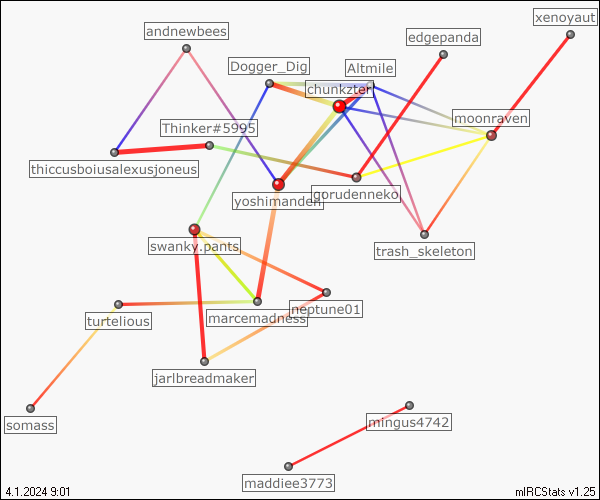 xenoyaut
andnewbees
edgepanda
Dogger_Dig
Altmile
chunkzter
moonraven
Thinker#5995
thiccusboiusalexusjoneus
gorudenneko
yoshimanden
swanky.pants
trash_skeleton
neptune01
marcemadness
turtelious
jarlbreadmaker
somass
mingus4742
maddiee3773
4.1.2024 9:01
mIRCStats v1.25